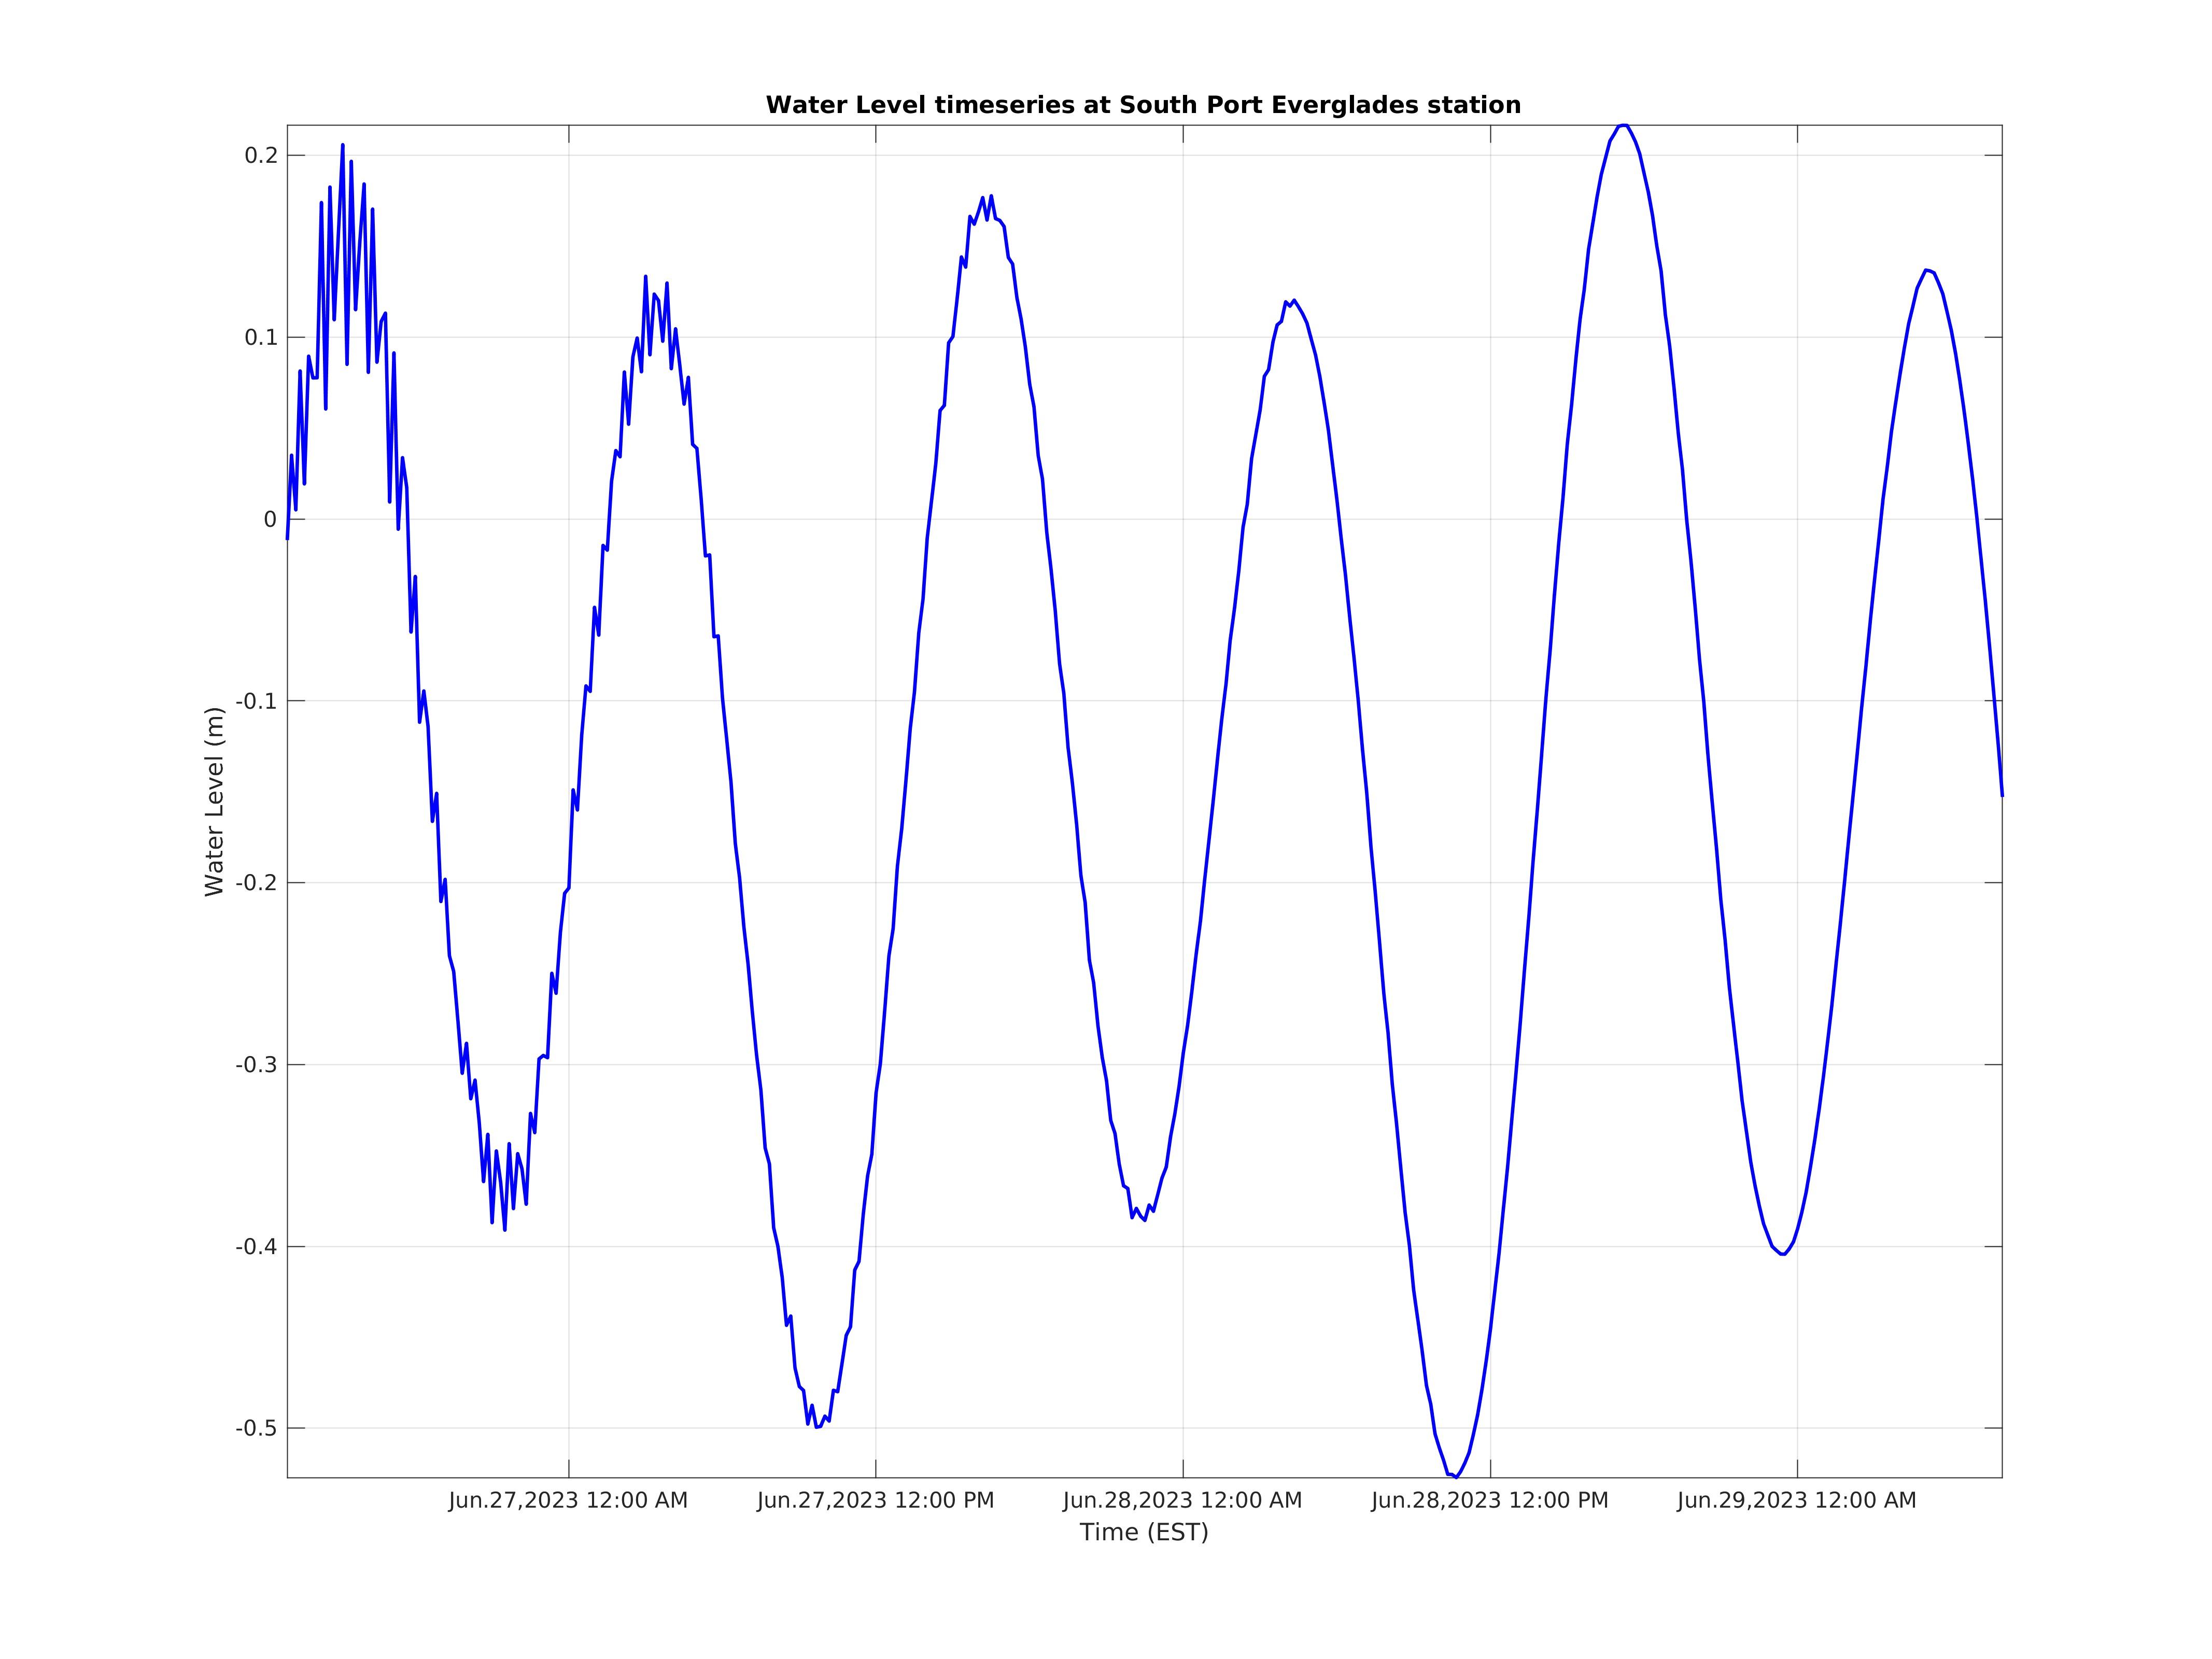 Water Level timeseries at South Port Everglades station
0.2
0.1
0
-0.1
-0.2
-0.3
-0.4
-0.5
Water Level (m)
Jun.27,2023 12:00 AM
Jun.27,2023 12:00 PM
Jun.28,2023 12:00 AM
Jun.28,2023 12:00 PM
Jun.29,2023 12:00 AM
Time (EST)